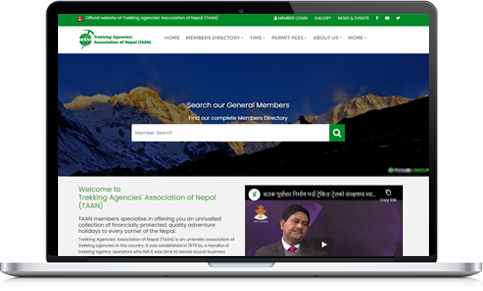 Official website of Trekking Agencies' Association of Nepal (TAAN)
MEMBER LOGIN GALLERY NEWS & EVENTS
Trekking Agencies'
Association of Nepal (TAAN)
HOME MEMBERS DIRECTORY TIMS PERMIT FEES ABOUT US MORE
Search our General Members
Find our complete Members Directory
Member Search
Welcome to
Trekking Agencies' Association of Nepal
(TAAN)
TAAN members specialise in offering you an unrivalled
collection of financially protected, quality adventure
holidays to every corner of the Nepal.
Trekking Agencies' Association of Nepal (TAAN) is an umbrella association of
trekking agencies in the country. It was established in 1979 by a handful of
trekking agency operators who felt it was time to devise sound business
Copy link